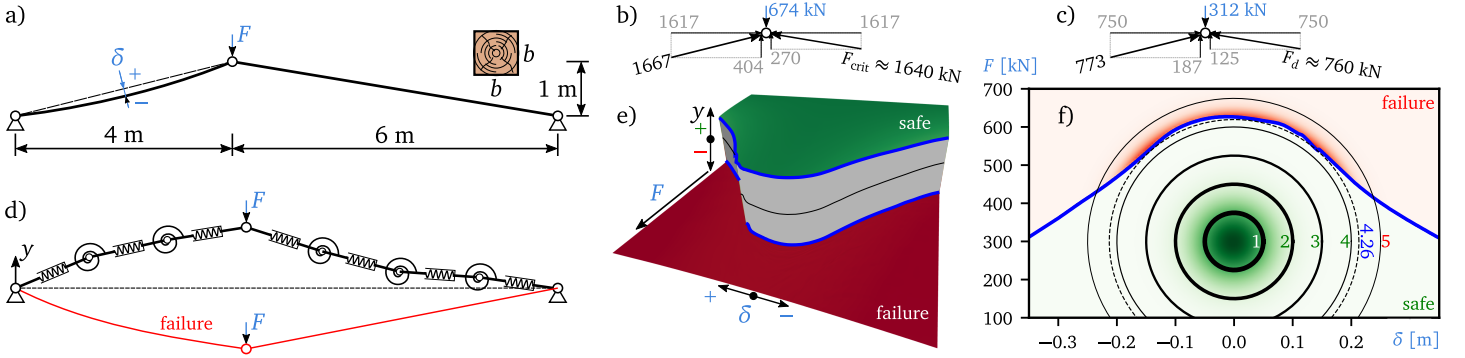 a)
δ
+
−
F
b
b
1 m
4 m
6 m
b)
674 kN
1617
1617
1667
404
270
F_crit ≈ 1640 kN
c)
312 kN
750
750
773
187
125
F_d ≈ 760 kN
d)
y
F
failure
F
e)
y
+
−
safe
F
+
δ
−
failure
F [kN]
f)
failure
700
600
500
400
300
200
100
1
2
3
4
4.26
5
safe
−0.3
−0.2
−0.1
0.0
0.1
0.2
δ [m]